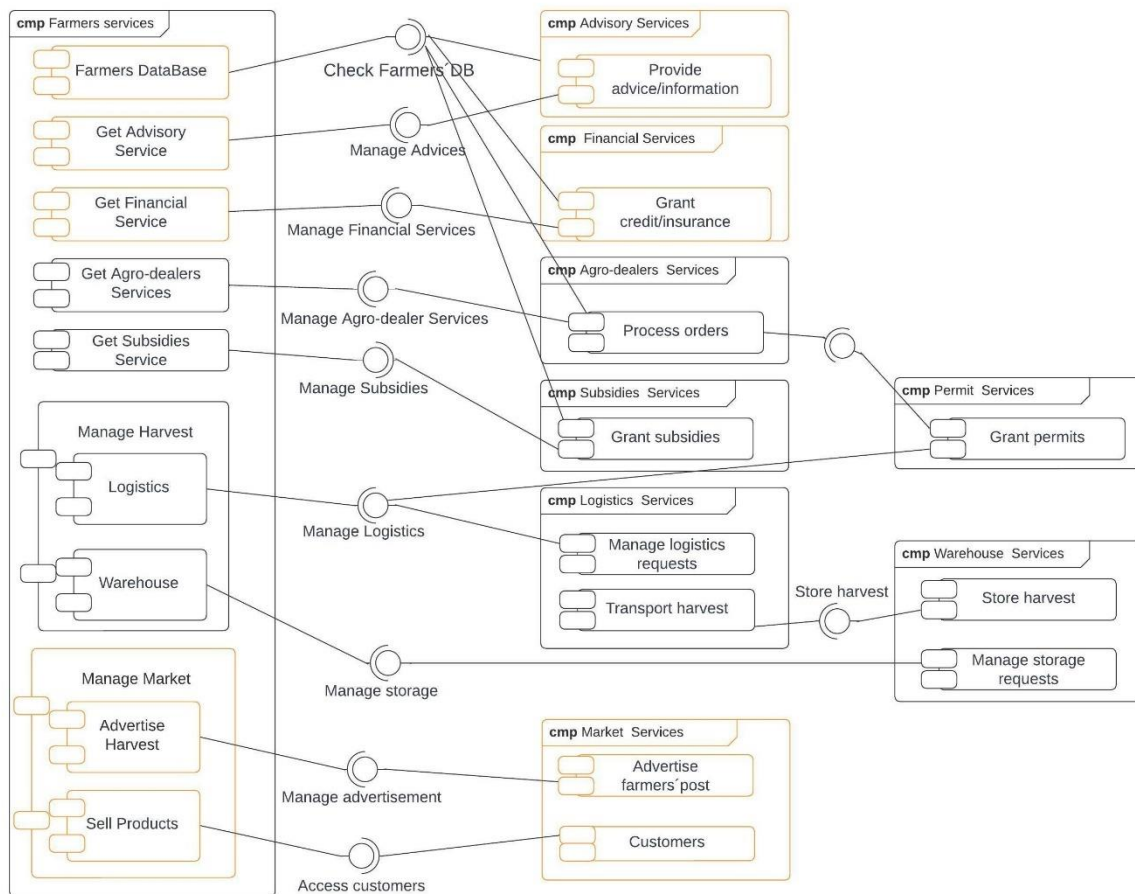 cmp Farmers services
Farmers DataBase
Get Advisory
Service
Get Financial
Service
Get Agro-dealers
Services
Get Subsidies
Service
Manage Harvest
Logistics
Warehouse
Manage Market
Advertise
Harvest
Sell Products
Check Farmers´DB
Manage Advices
Manage Financial Services
Manage Agro-dealer Services
Manage Subsidies
Manage Logistics
Manage storage
Manage advertisement
Access customers
cmp Advisory Services
Provide
advice/information
cmp Financial Services
Grant
credit/insurance
cmp Agro-dealers Services
Process orders
cmp Subsidies Services
Grant subsidies
cmp Logistics Services
Manage logistics
requests
Transport harvest
cmp Market Services
Advertise
farmers´post
Customers
Store harvest
cmp Permit Services
Grant permits
cmp Warehouse Services
Store harvest
Manage storage
requests